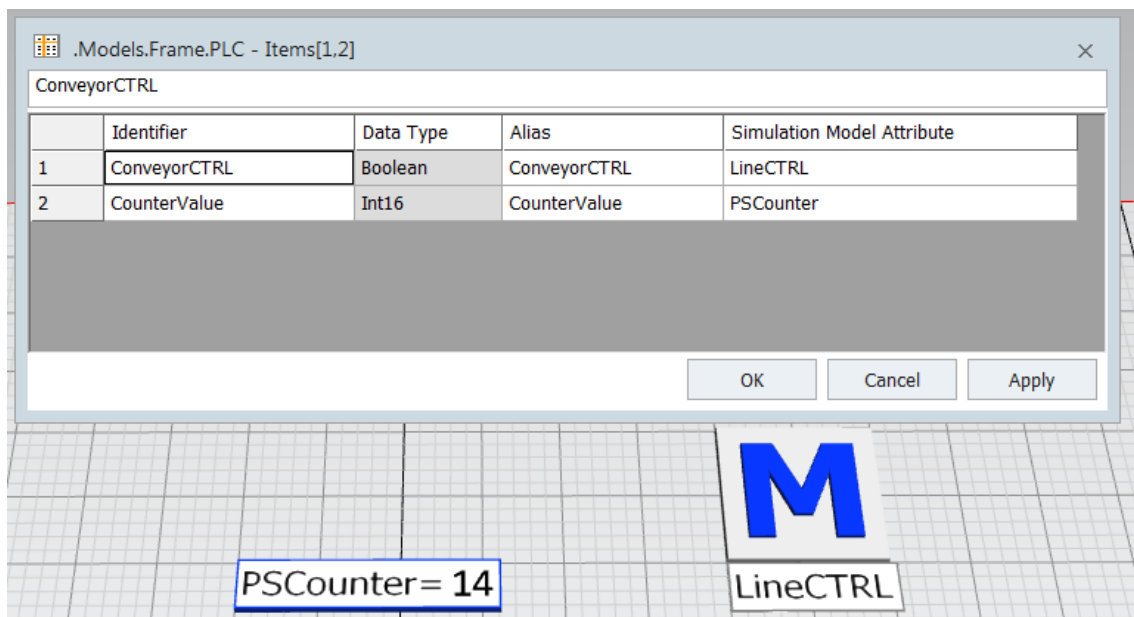 .Models.Frame.PLC - Items[1,2]
ConveyorCTRL
Identifier Data Type Alias Simulation Model Attribute
1 ConveyorCTRL Boolean ConveyorCTRL LineCTRL
2 CounterValue Int16 CounterValue PSCounter
OK Cancel Apply
M
PSCounter= 14
LineCTRL